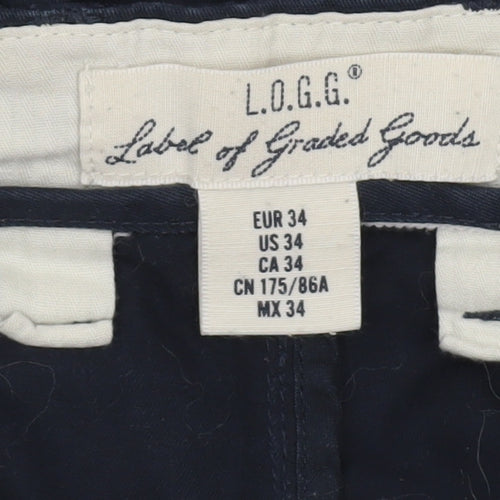 L.O.G.G.®
Label of Graded Goods
EUR 34
US 34
CA 34
CN 175/86A
MX 34